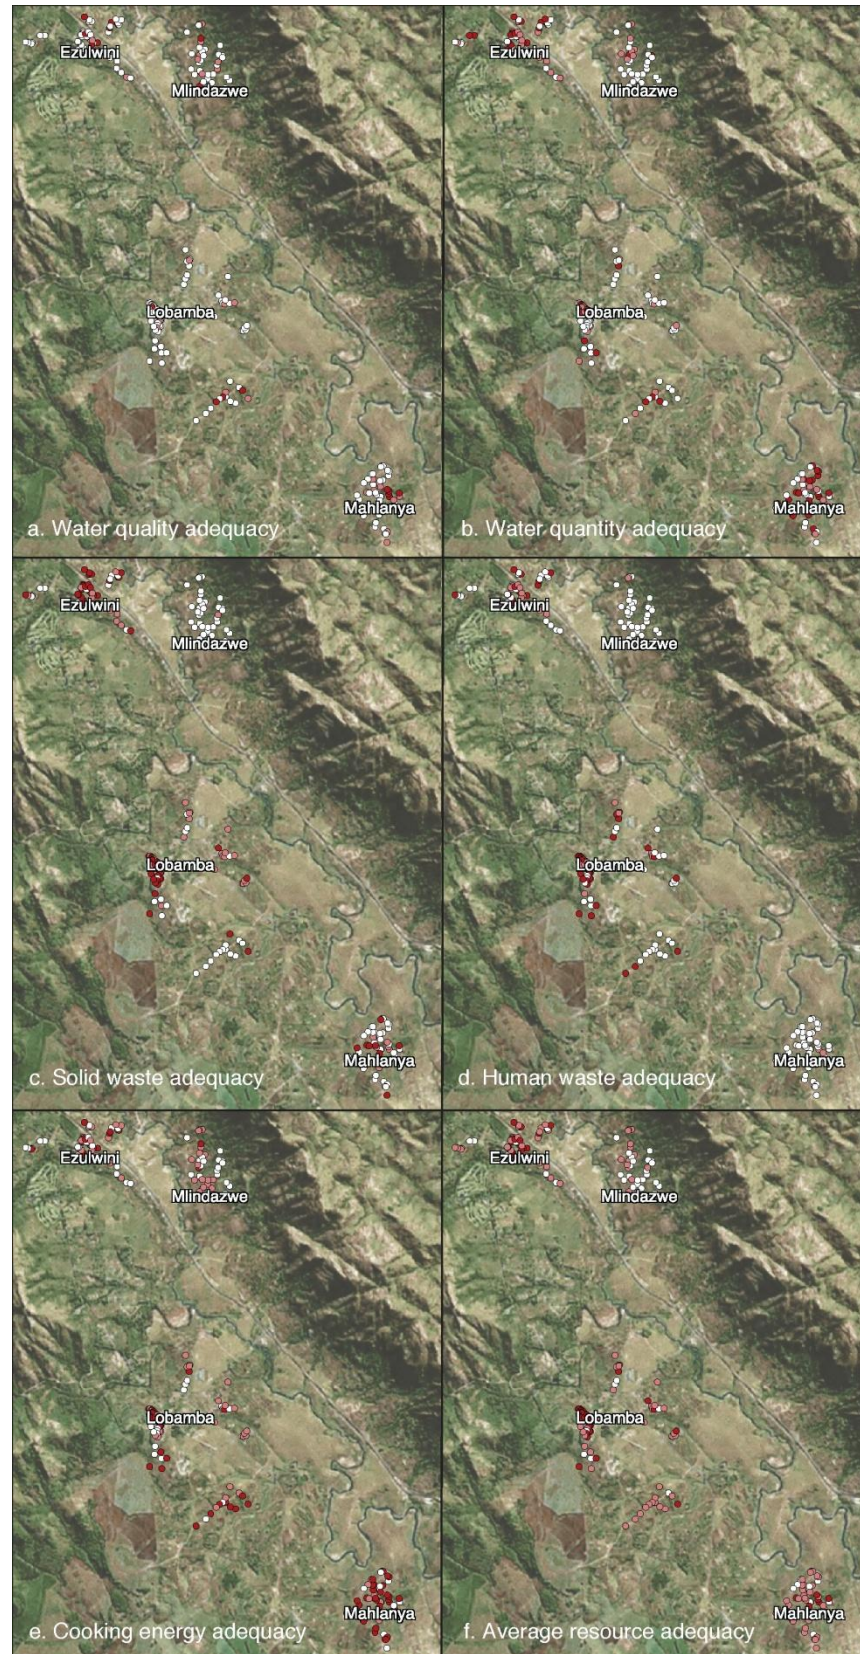 Ezulwini
Mlindazwe
Lobamba
Mahlanya
a. Water quality adequacy
Ezulwini
Mlindazwe
Lobamba
Mahlanya
b. Water quantity adequacy
Ezulwini
Mlindazwe
Lobamba
Mahlanya
c. Solid waste adequacy
Ezulwini
Mlindazwe
Lobamba
Mahlanya
d. Human waste adequacy
Ezulwini
Mlindazwe
Lobamba
Mahlanya
e. Cooking energy adequacy
Ezulwini
Mlindazwe
Lobamba
Mahlanya
f. Average resource adequacy